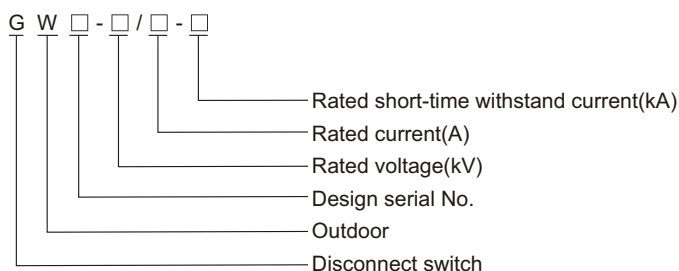 G W □ - □ / □ - □
Rated short-time withstand current(kA)
Rated current(A)
Rated voltage(kV)
Design serial No.
Outdoor
Disconnect switch